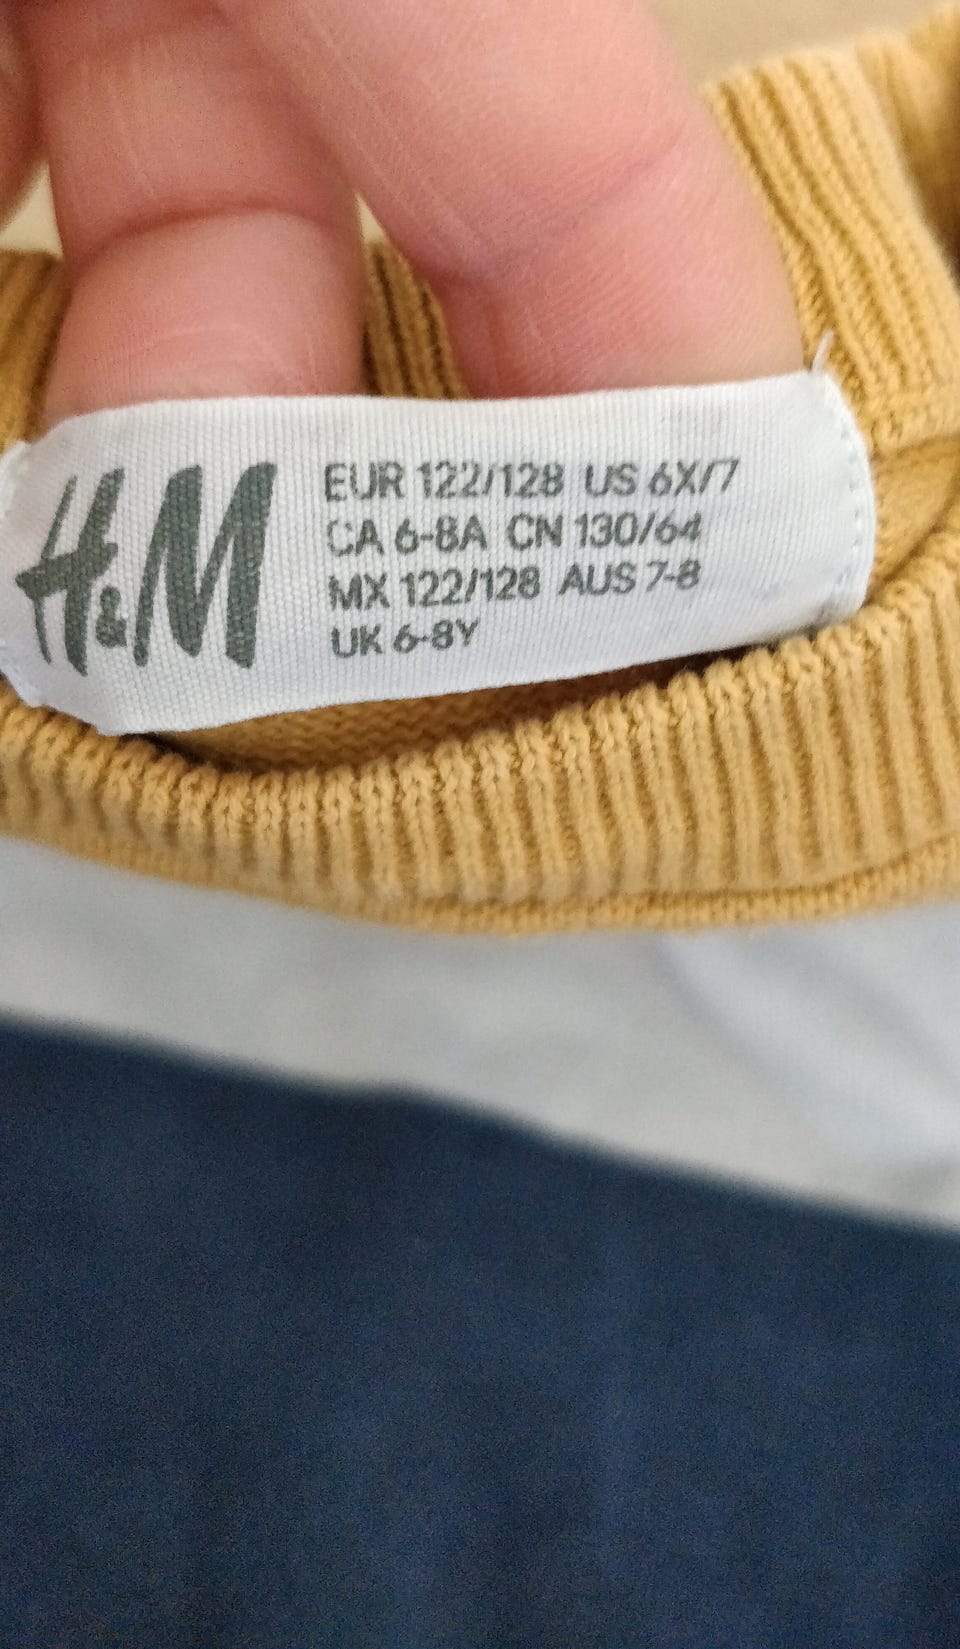 H&M
EUR 122/128 US 6X/7
CA 6-8A CN 130/64
MX 122/128 AUS 7-8
UK 6-8Y